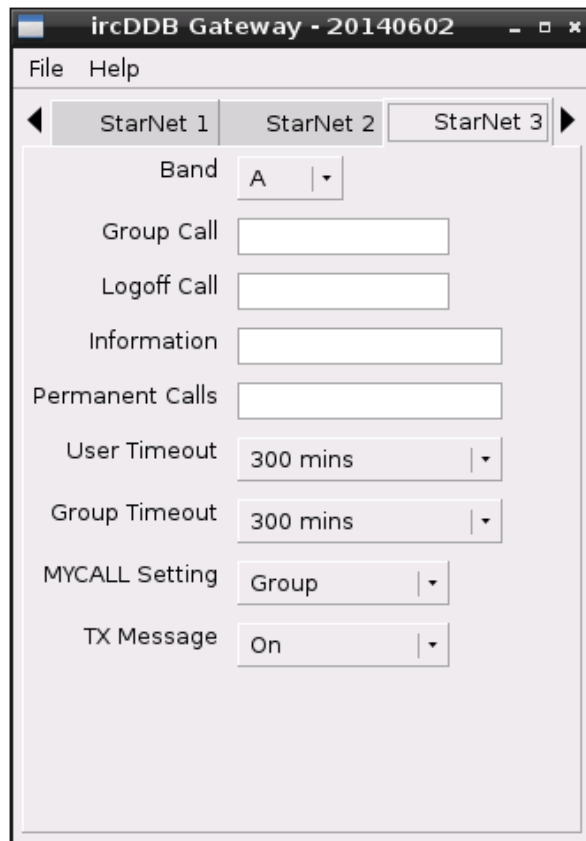 ircDDB Gateway - 20140602
File Help
StarNet 1 StarNet 2 StarNet 3
Band A
Group Call
Logoff Call
Information
Permanent Calls
User Timeout 300 mins
Group Timeout 300 mins
MYCALL Setting Group
TX Message On